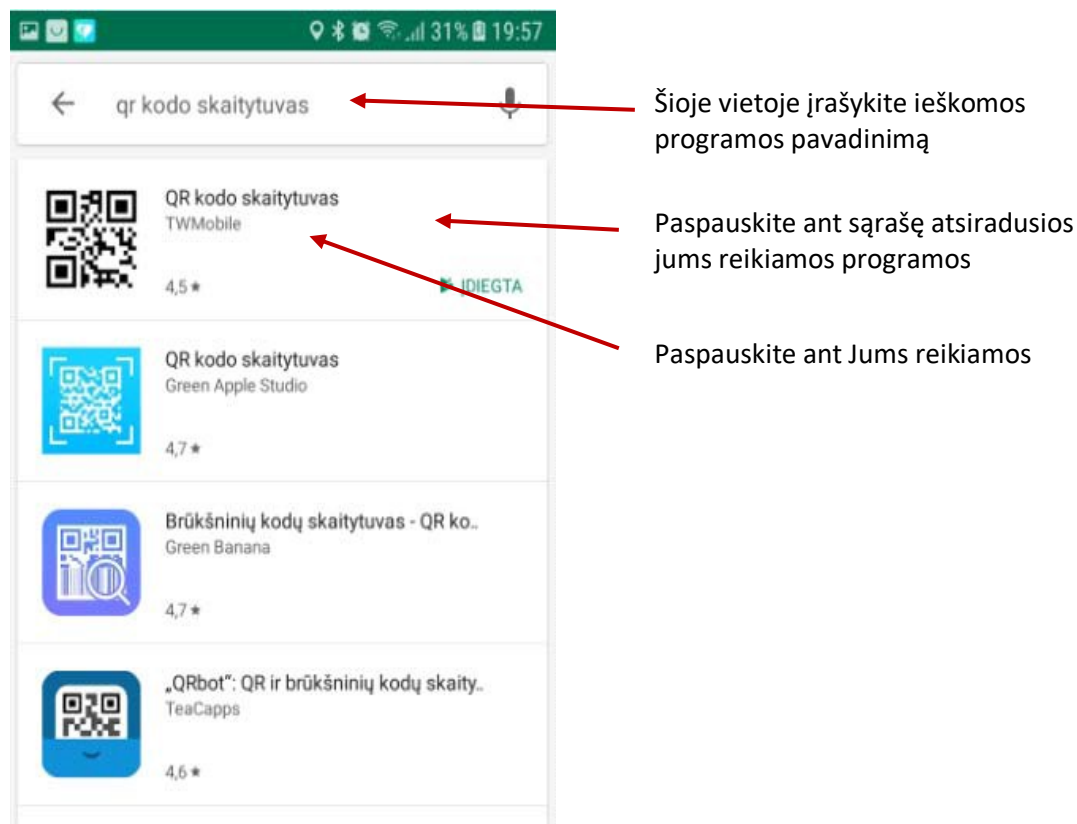 31% 19:57
qr kodo skaitytuvas
Šioje vietoje įrašykite ieškomos
programos pavadinimą
QR kodo skaitytuvas
TWMobile
4,5 ★
ĮDIEGTA
Paspauskite ant sąrašę atsiradusios
jums reikiamos programos
Paspauskite ant Jums reikiamos
QR kodo skaitytuvas
Green Apple Studio
4,7 ★
Brūkšninių kodų skaitytuvas - QR ko..
Green Banana
4,7 ★
„QRbot“: QR ir brūkšninių kodų skaity..
TeaCapps
4,6 ★